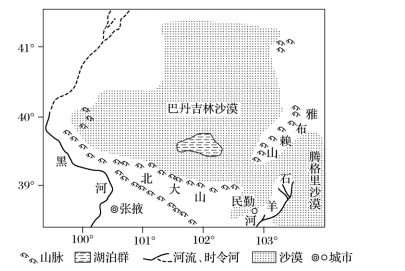 41°
40°
39°
巴丹吉林沙漠
雅布赖山
腾格里沙漠
黑河
北大山
石羊河
民勤
张掖
100° 101° 102° 103°
山脉 湖泊群 河流、时令河 沙漠 城市